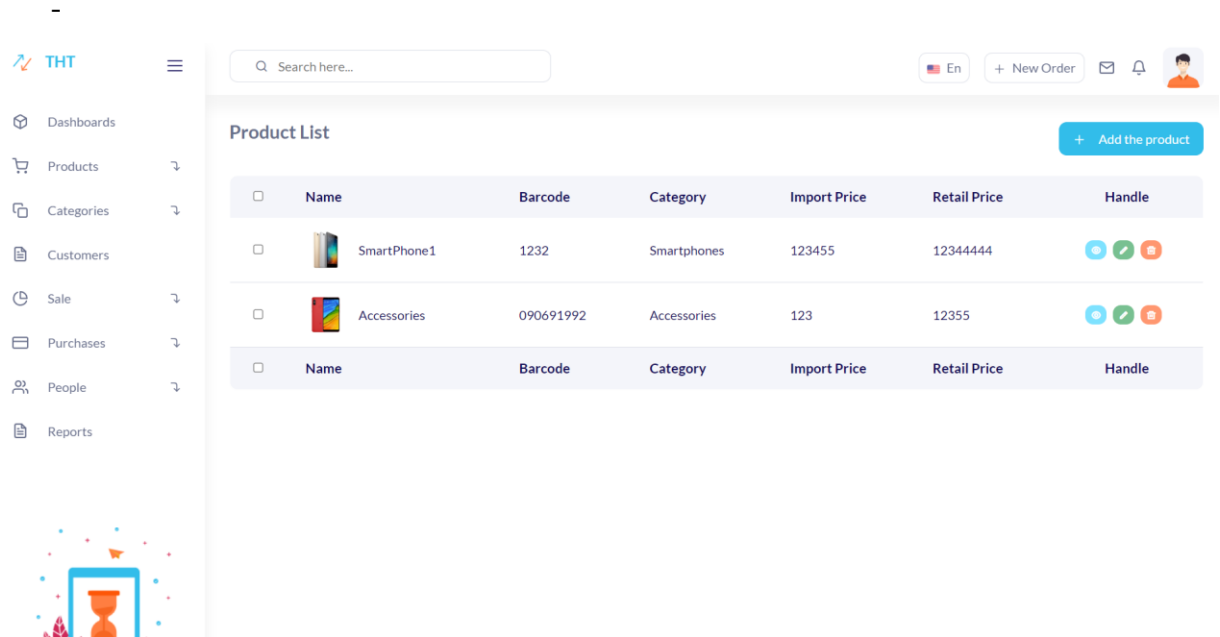 -
THT
Search here...
En
+ New Order
Dashboards
Products
Categories
Customers
Sale
Purchases
People
Reports
Product List
+ Add the product
Name Barcode Category Import Price Retail Price Handle
SmartPhone1 1232 Smartphones 123455 12344444
Accessories 090691992 Accessories 123 12355
Name Barcode Category Import Price Retail Price Handle